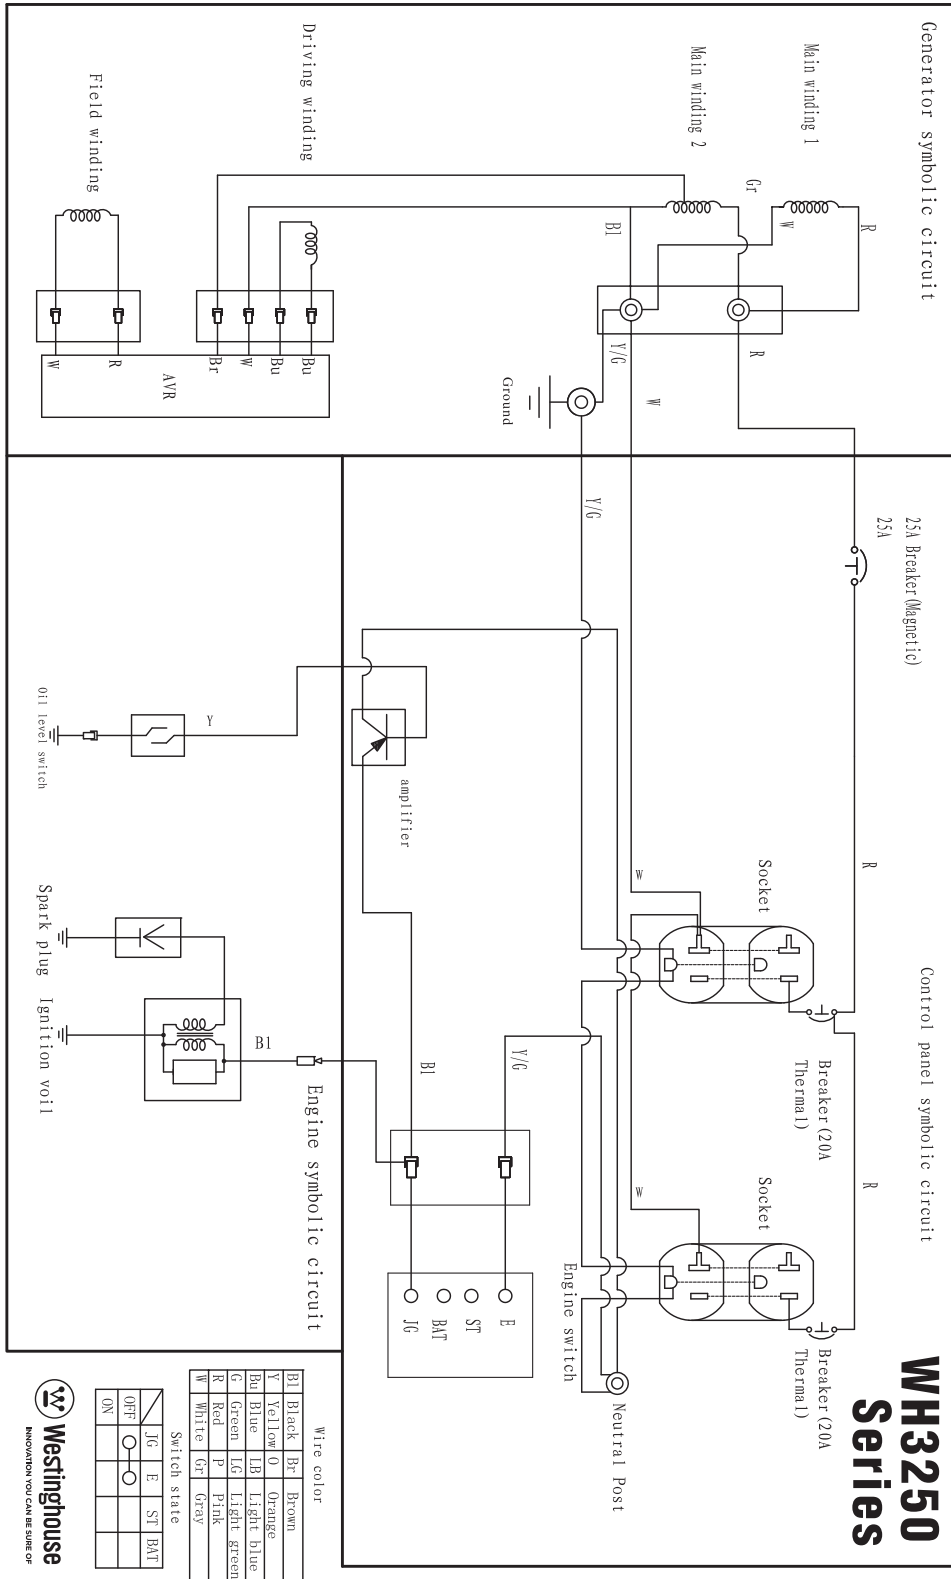 WH3250
Series
Generator symbolic circuit
Main winding 1
Main winding 2
Driving winding
Field winding
R
W
Gr
Bl
R
Y/G
W
Ground
Bu
Bu
W
Br
R
W
AVR
Control panel symbolic circuit
25A Breaker(Magnetic)
25A
R
R
Y/G
W
Socket
Breaker(20A
Thermal)
W
Socket
Breaker(20A
Thermal)
amplifier
Bl
Y/G
Engine switch
Neutral Post
E
ST
BAT
JG
Engine symbolic circuit
Y
Oil level switch
Spark plug
Ignition voil
Bl
Wire color
Bl Black Br Brown
Y Yellow O Orange
Bu Blue LB Light blue
G Green LG Light green
R Red P Pink
W White Gr Gray
Switch state
JG E ST BAT
OFF
ON
W
Westinghouse
INNOVATION YOU CAN BE SURE OF